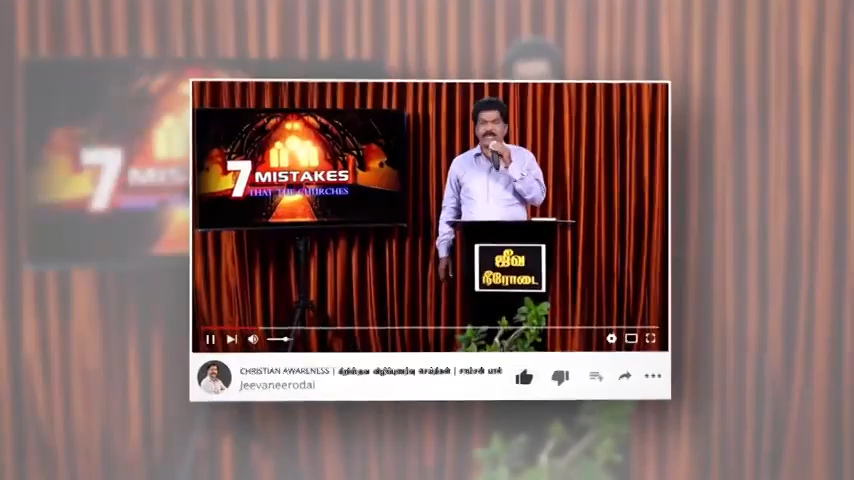 7 MISTAKES
THAT THE CHURCHES
ஜீவ
நீரோடை
CHRISTIAN AWARENESS | கிறிஸ்தவ விழிப்புணர்வு செய்திகள் | சாம்சன் பால்
Jeevaneerodai